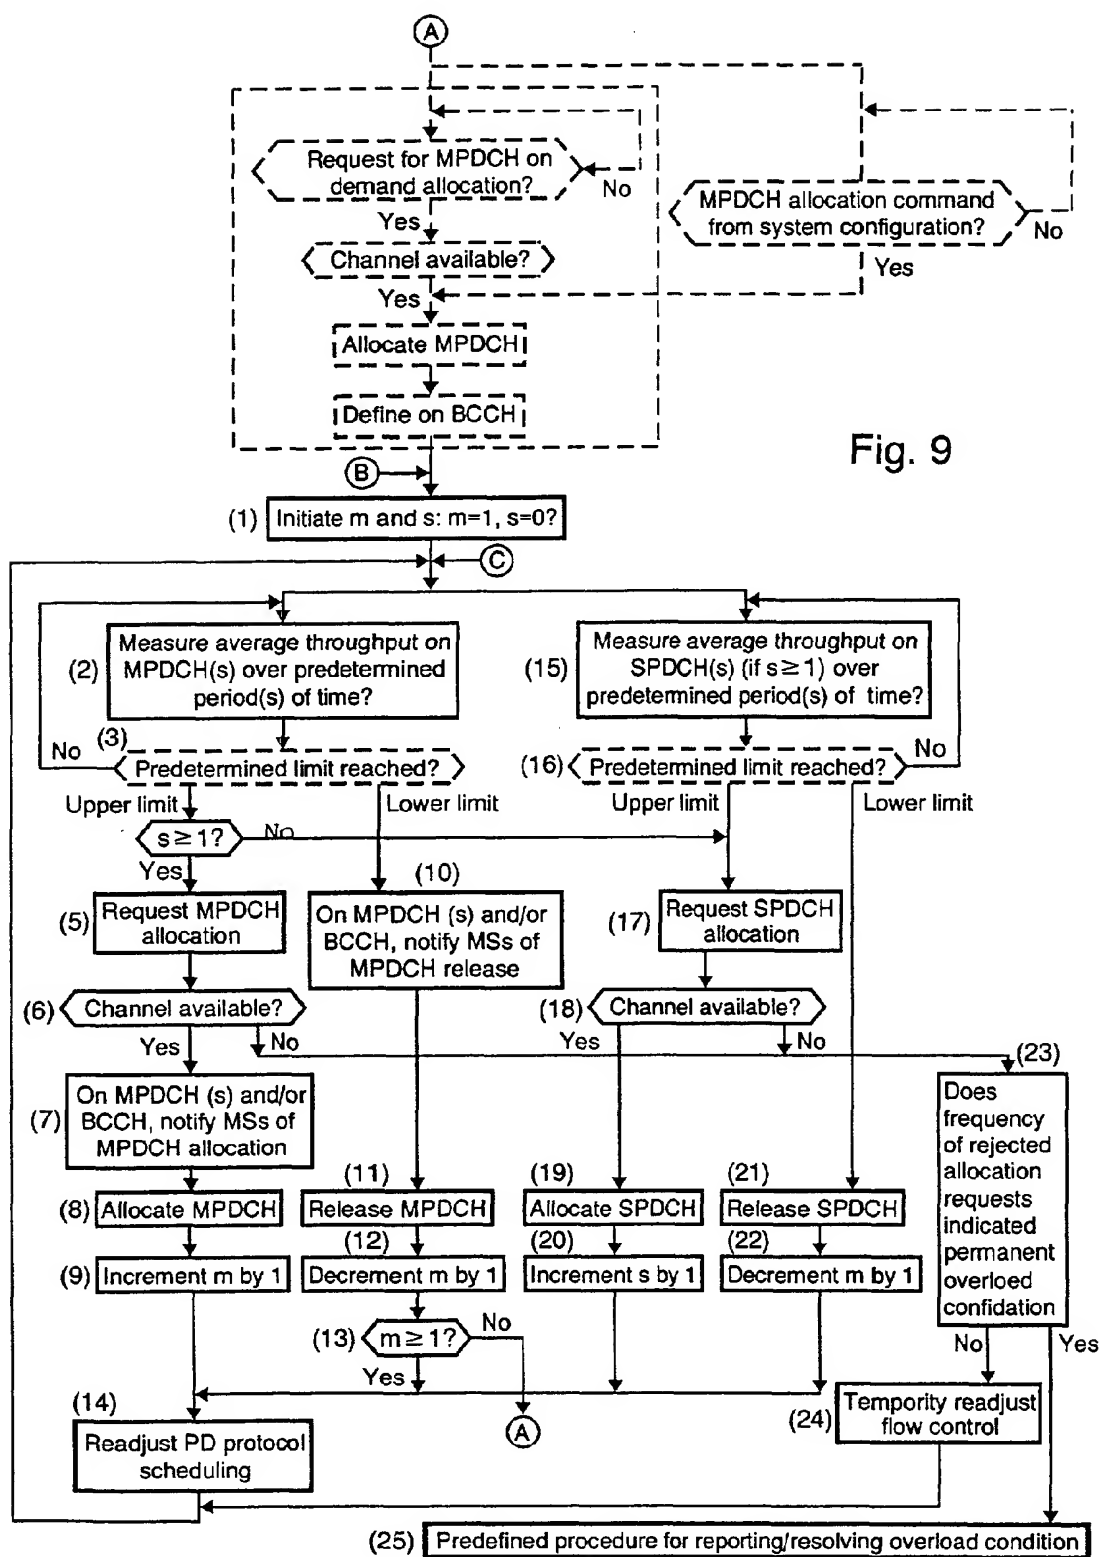 A
Request for MPDCH on
demand allocation?
No
Yes
MPDCH allocation command
from system configuration?
No
Yes
Channel available?
Yes
Allocate MPDCH
Define on BCCH
Fig. 9
B
(1) Initiate m and s: m=1, s=0?
C
(2) Measure average throughput on
MPDCH(s) over predetermined
period(s) of time?
(15) Measure average throughput on
SPDCH(s) (if s≥1) over
predetermined period(s) of time?
(3)
No
Predetermined limit reached?
(16) Predetermined limit reached?
No
Upper limit
Lower limit
Upper limit
Lower limit
s≥1?
No
Yes
(5) Request MPDCH
allocation
(10)
On MPDCH (s) and/or
BCCH, notify MSs of
MPDCH release
(17) Request SPDCH
allocation
(6) Channel available?
(18) Channel available?
Yes
No
Yes
No
(7) On MPDCH (s) and/or
BCCH, notify MSs of
MPDCH allocation
(23)
Does
frequency
of rejected
allocation
requests
indicated
permanent
overloed
confidation
(8) Allocate MPDCH
(11)
Release MPDCH
(19)
Allocate SPDCH
(21)
Release SPDCH
(9) Increment m by 1
(12)
Decrement m by 1
(20)
Increment s by 1
(22)
Decrement m by 1
(13) m≥1?
No
Yes
A
No
Yes
(14)
Readjust PD protocol
scheduling
(24) Tempority readjust
flow control
(25) Predefined procedure for reporting/resolving overload condition